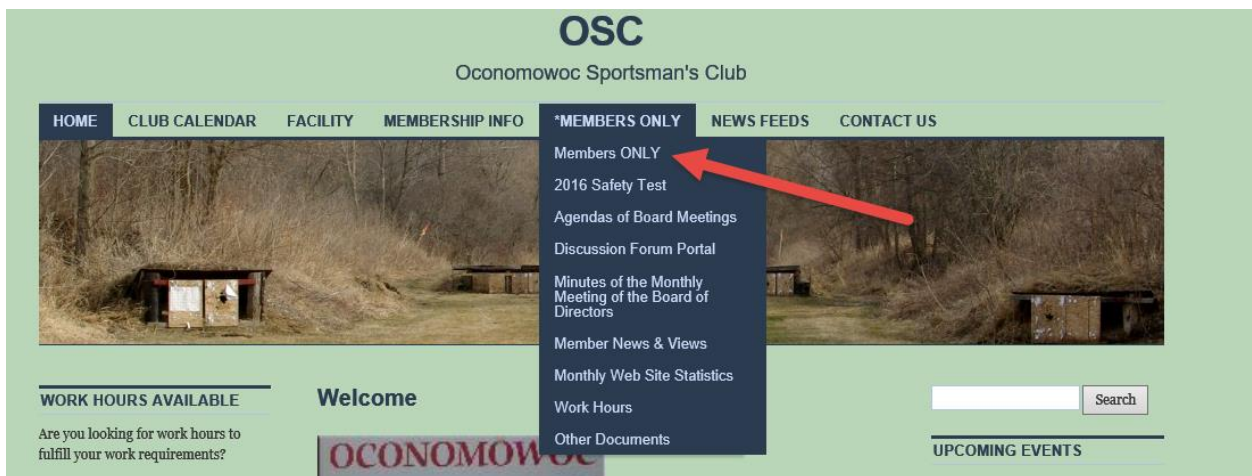 OSC
Oconomowoc Sportsman's Club
HOME CLUB CALENDAR FACILITY MEMBERSHIP INFO *MEMBERS ONLY NEWS FEEDS CONTACT US
Members ONLY
2016 Safety Test
Agendas of Board Meetings
Discussion Forum Portal
Minutes of the Monthly
Meeting of the Board of
Directors
Member News & Views
Monthly Web Site Statistics
Work Hours
Other Documents
WORK HOURS AVAILABLE
Are you looking for work hours to
fulfill your work requirements?
Welcome
OCONOMOWOC
Search
UPCOMING EVENTS